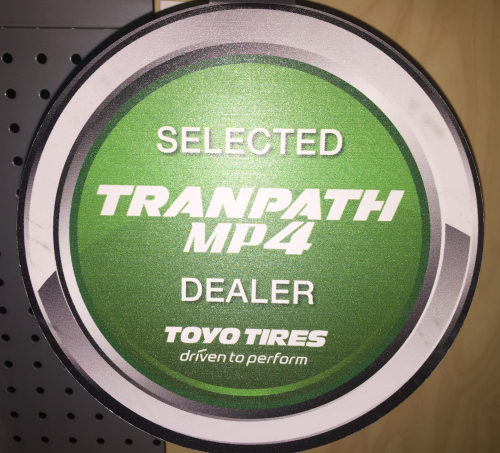 SELECTED
TRANPATH
MP4
DEALER
TOYO TIRES
driven to perform